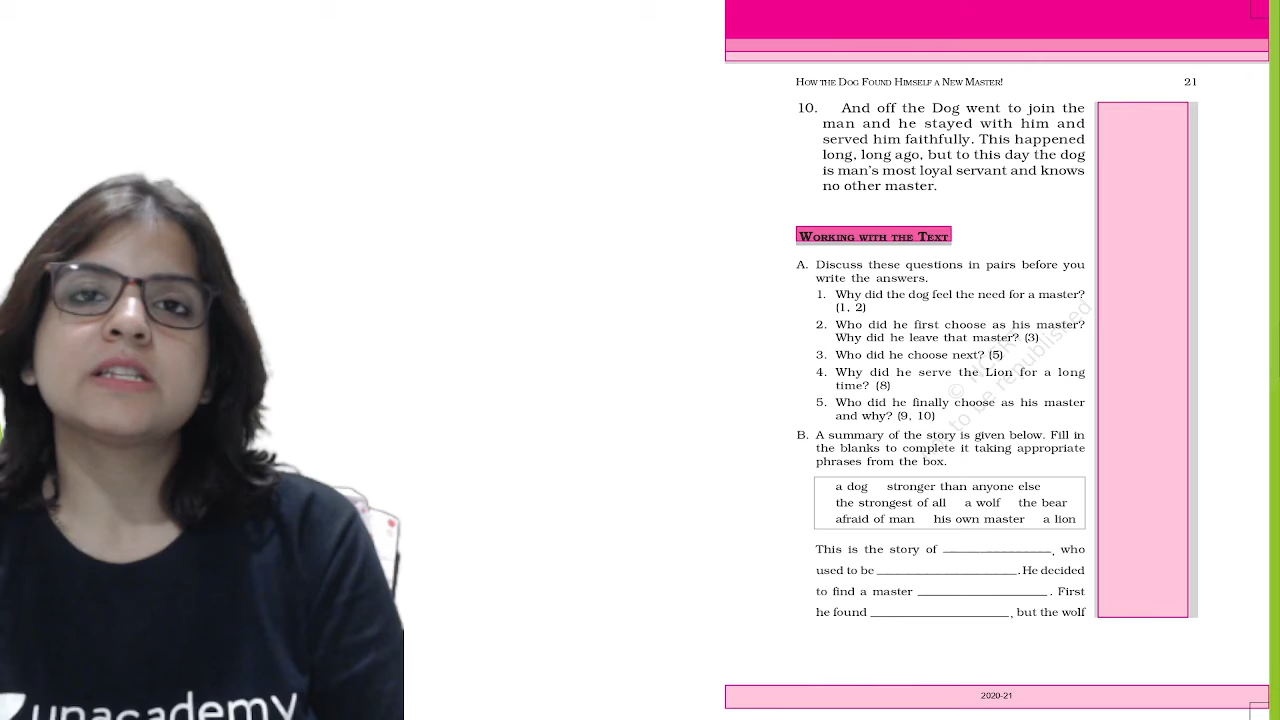 HOW THE DOG FOUND HIMSELF A NEW MASTER! 21
10. And off the Dog went to join the
man and he stayed with him and
served him faithfully. This happened
long, long ago, but to this day the dog
is man's most loyal servant and knows
no other master.
WORKING WITH THE TEXT
A. Discuss these questions in pairs before you
write the answers.
1. Why did the dog feel the need for a master?
(1, 2)
2. Who did he first choose as his master?
Why did he leave that master? (3)
3. Who did he choose next? (5)
4. Why did he serve the Lion for a long
time? (8)
5. Who did he finally choose as his master
and why? (9, 10)
B. A summary of the story is given below. Fill in
the blanks to complete it taking appropriate
phrases from the box.
a dog stronger than anyone else
the strongest of all a wolf the bear
afraid of man his own master a lion
This is the story of ________________, who
used to be _____________________. He decided
to find a master ___________________. First
he found _____________________, but the wolf
to be republished
2020-21
unacademy